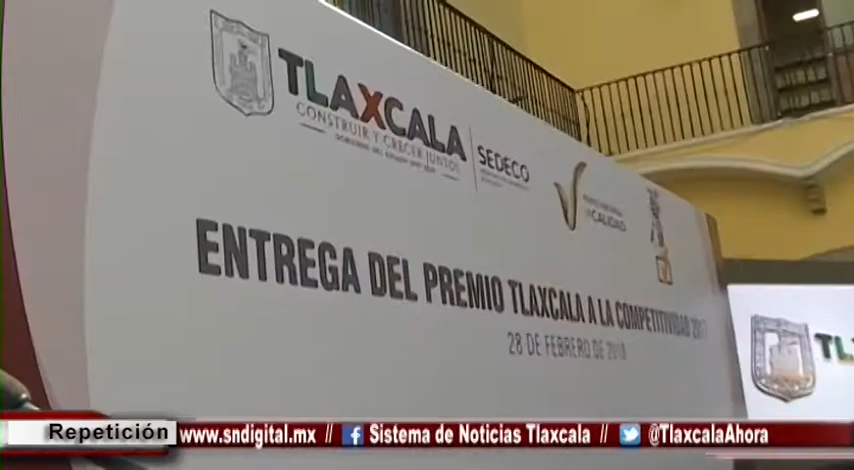 TLAXCALA
CONSTRUIR Y CRECER JUNTOS
SEDECO
CALIDAD
ENTREGA DEL PREMIO TLAXCALA A LA COMPETITIVIDAD 2017
28 DE FEBRERO DE 2018
TL
Repetición
www.sndigital.mx // Sistema de Noticias Tlaxcala // @TlaxcalaAhora